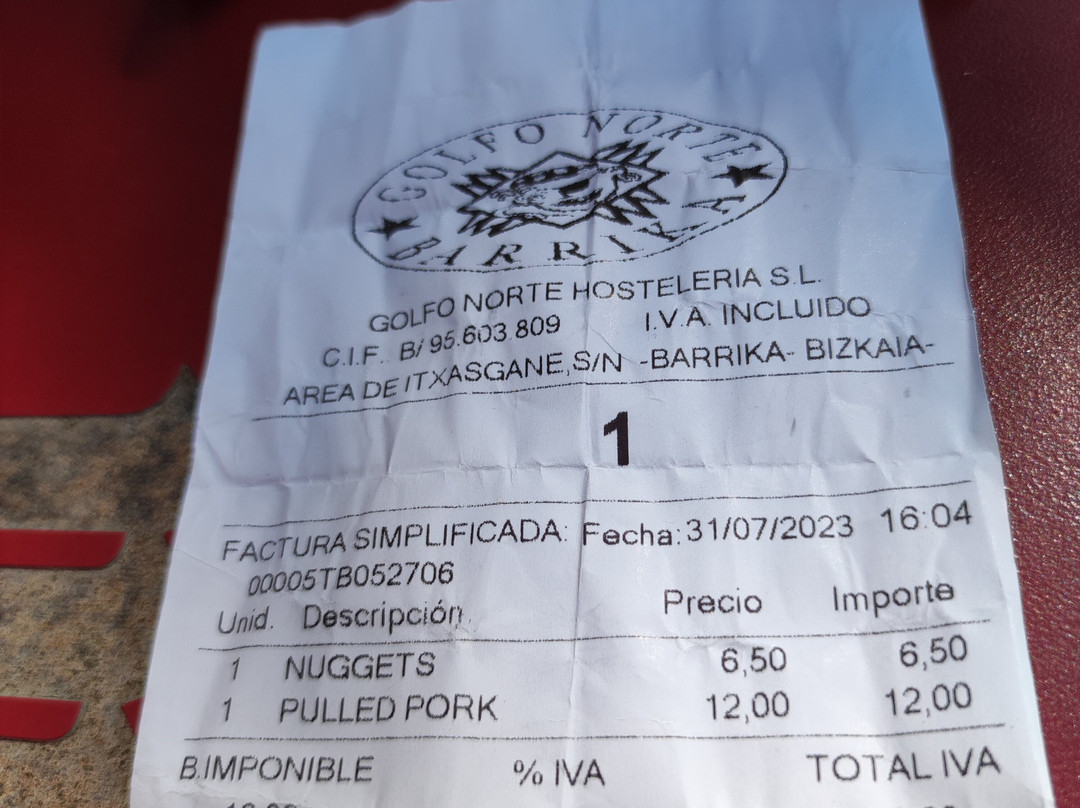 GOLFO NORTE
BARRIKA
GOLFO NORTE HOSTELERIA S.L.
C.I.F. B/ 95.603.809 I.V.A. INCLUIDO
AREA DE ITXASGANE,S/N -BARRIKA- BIZKAIA-
1
FACTURA SIMPLIFICADA: Fecha:31/07/2023 16:04
00005TB052706
Unid. Descripción. Precio Importe
1 NUGGETS 6,50 6,50
1 PULLED PORK 12,00 12,00
B.IMPONIBLE % IVA TOTAL IVA